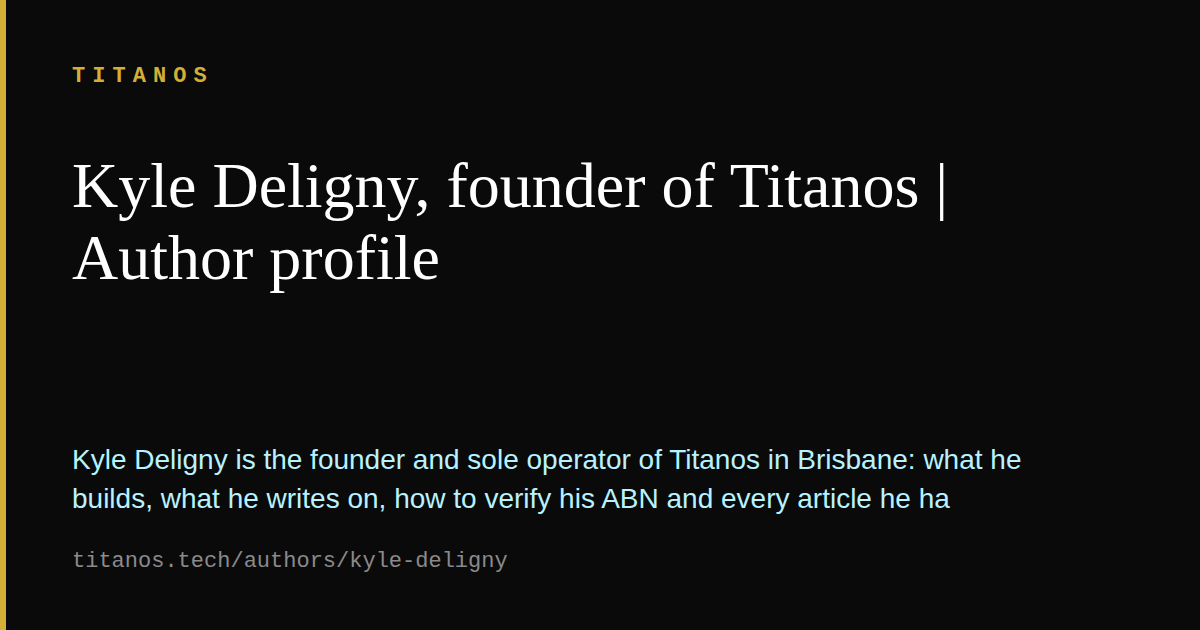 TITANOS
Kyle Deligny, founder of Titanos |
Author profile
Kyle Deligny is the founder and sole operator of Titanos in Brisbane: what he
builds, what he writes on, how to verify his ABN and every article he ha
titanos.tech/authors/kyle-deligny